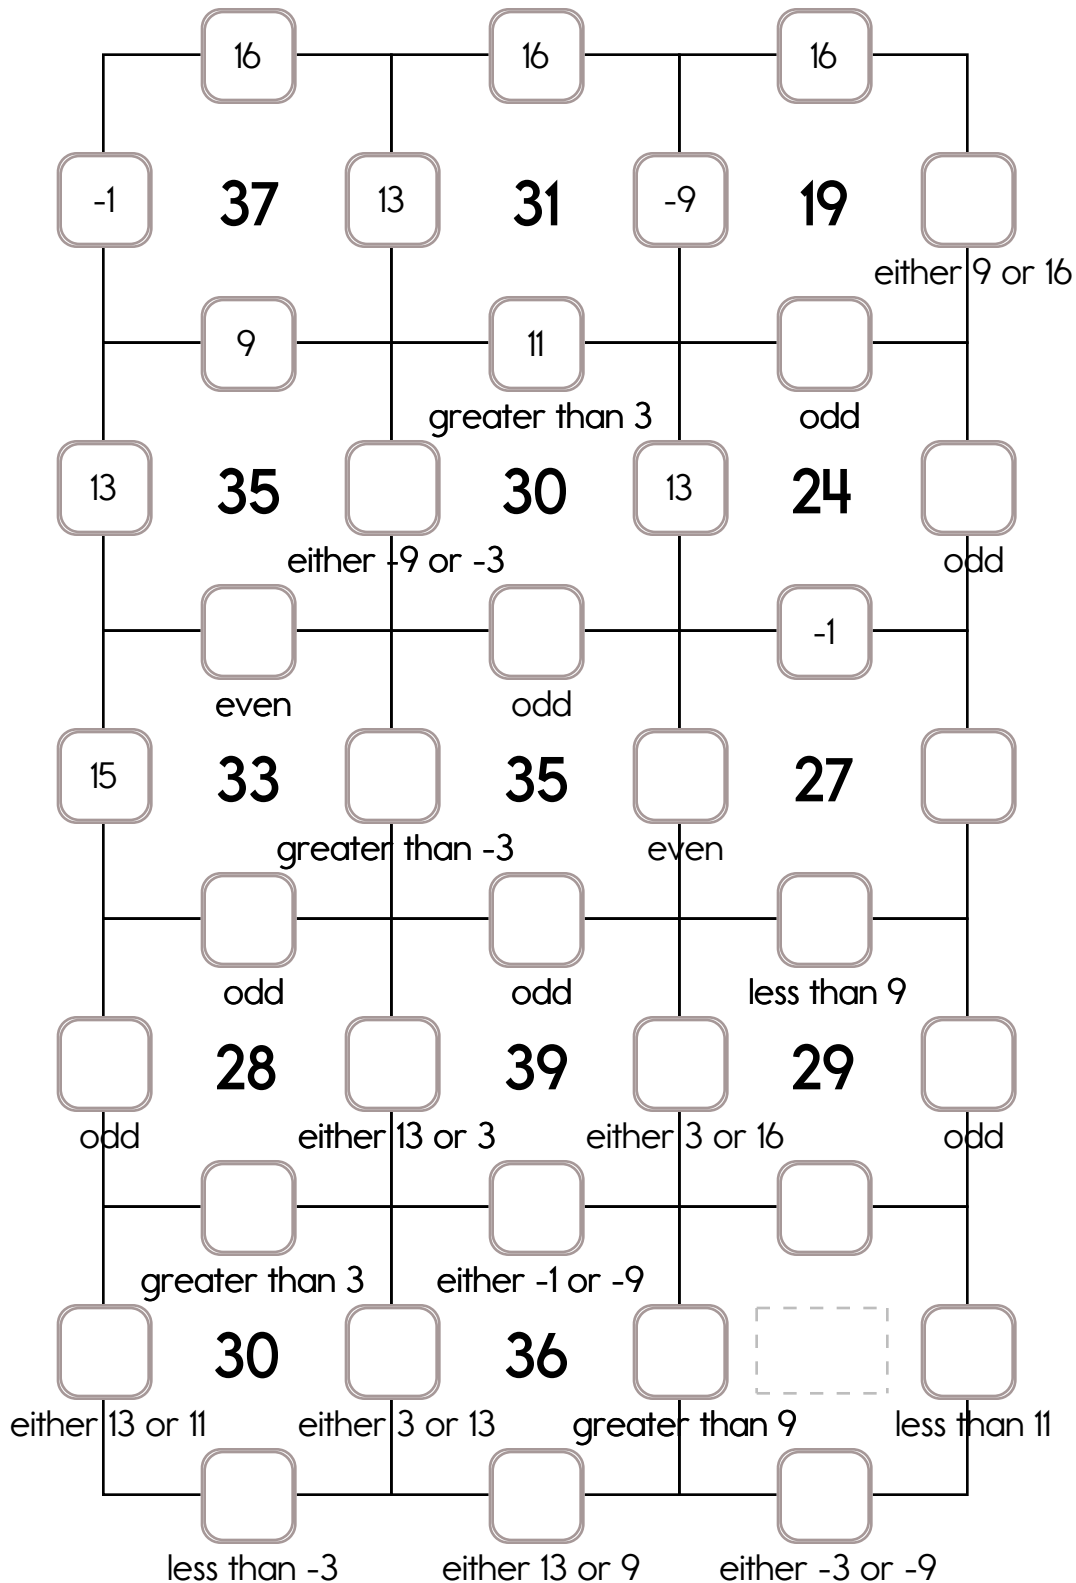 16 16 16
-1 37 13 31 -9 19
either 9 or 16
9 11
greater than 3 odd
13 35 30 13 24
either -9 or -3 odd
-1
even odd
15 33 35 27
greater than -3 even
odd odd less than 9
28 39 29
odd either 13 or 3 either 3 or 16 odd
greater than 3 either -1 or -9
30 36
either 13 or 11 either 3 or 13 greater than 9 less than 11
less than -3 either 13 or 9 either -3 or -9